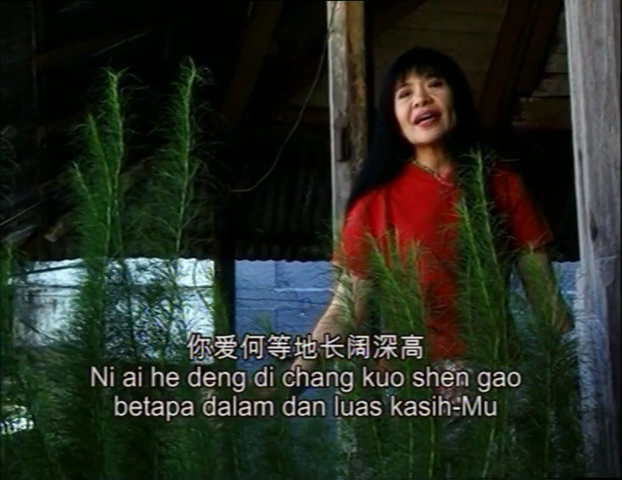 你爱何等地长阔深高
Ni ai he deng di chang kuo shen gao
betapa dalam dan luas kasih-Mu